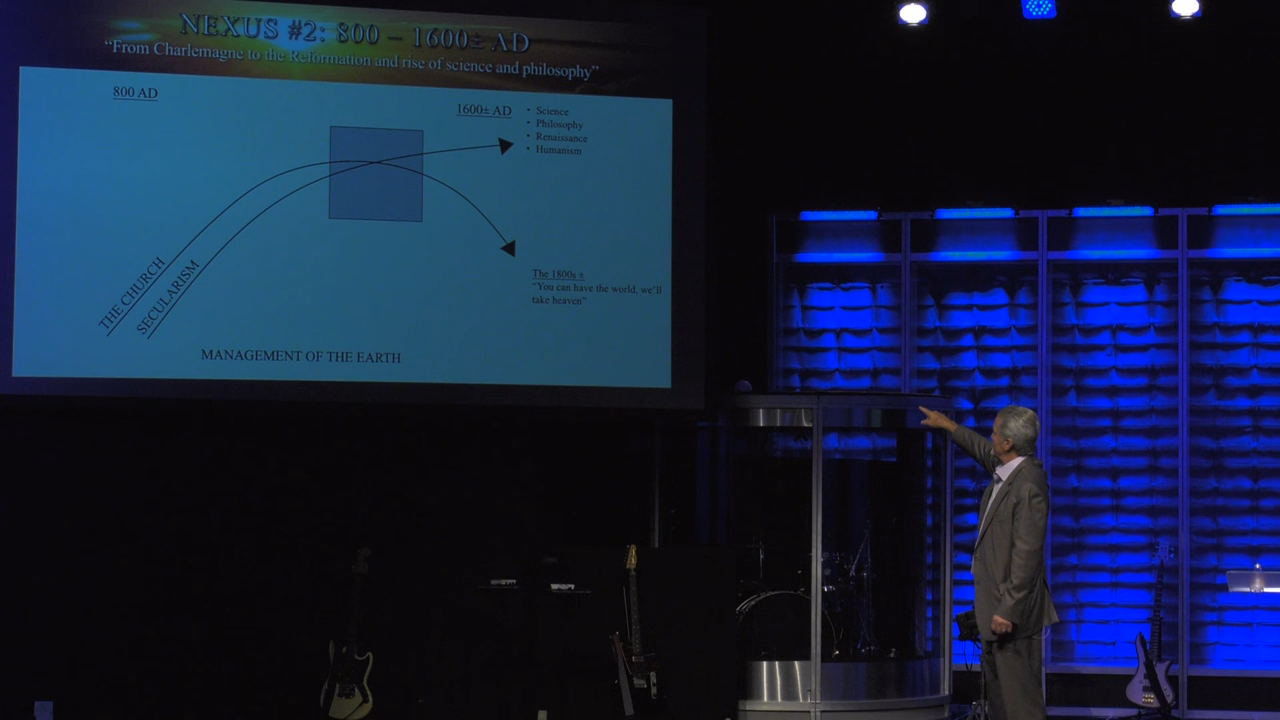 NEXUS #2: 800 – 1600± AD
“From Charlemagne to the Reformation and rise of science and philosophy”
800 AD
1600± AD
• Science
• Philosophy
• Renaissance
• Humanism
THE CHURCH
SECULARISM
The 1800s ±
“You can have the world, we’ll
take heaven”
MANAGEMENT OF THE EARTH